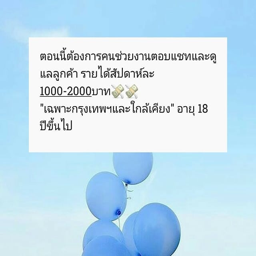 ตอนนี้ต้องการคนช่วยงานตอบแชทและดู
แลลูกค้า รายได้สัปดาห์ละ
1000-2000บาท💸💸
"เฉพาะกรุงเทพฯและใกล้เคียง" อายุ 18
ปีขึ้นไป